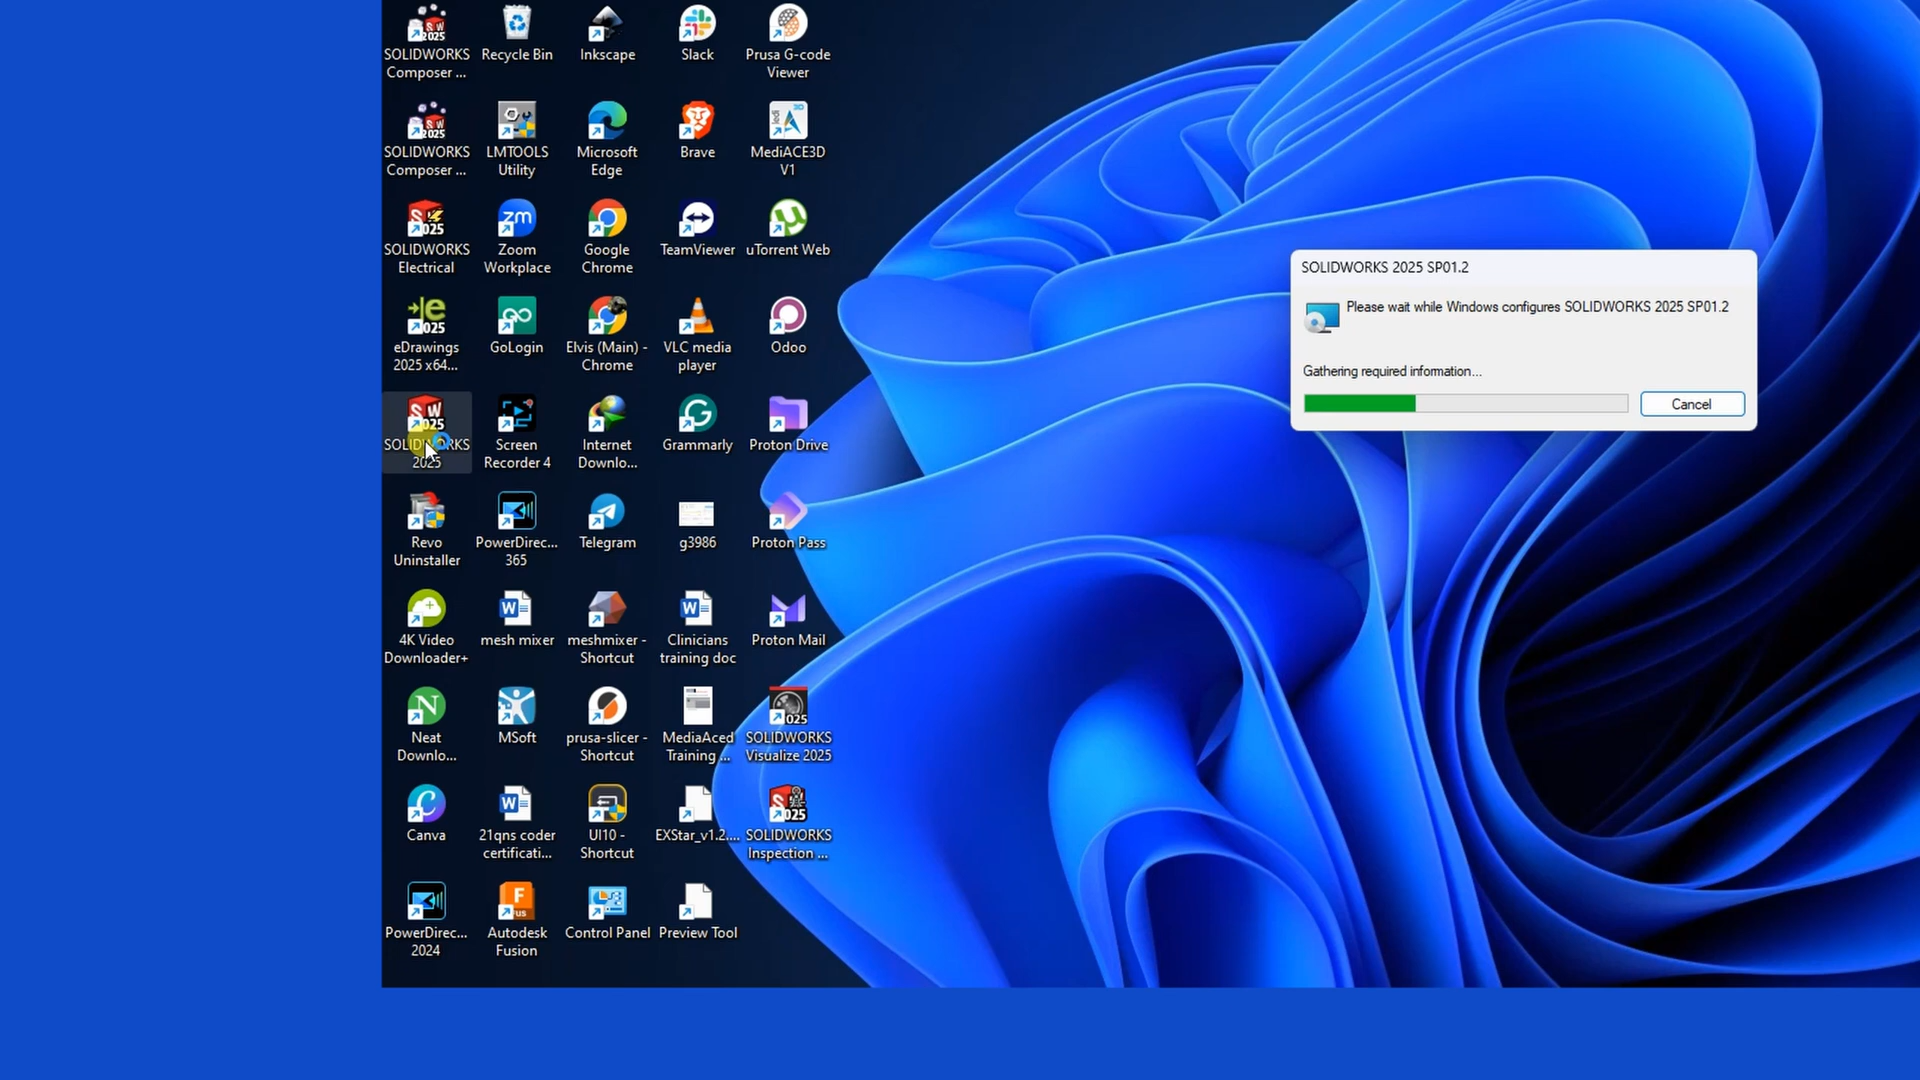 SOLIDWORKS
Composer ...
Recycle Bin
Inkscape
Slack
Prusa G-code
Viewer
SOLIDWORKS
Composer ...
LMTOOLS
Utility
Microsoft
Edge
Brave
MediACE3D
V1
SOLIDWORKS
Electrical
Zoom
Workplace
Google
Chrome
TeamViewer
uTorrent Web
eDrawings
2025 x64...
GoLogin
Elvis (Main) -
Chrome
VLC media
player
Odoo
SOLIDWORKS
2025
Screen
Recorder 4
Internet
Downlo...
Grammarly
Proton Drive
Revo
Uninstaller
PowerDirec...
365
Telegram
g3986
Proton Pass
4K Video
Downloader+
mesh mixer
meshmixer -
Shortcut
Clinicians
training doc
Proton Mail
Neat
Downlo...
MSoft
prusa-slicer -
Shortcut
MediaAced
Training ...
SOLIDWORKS
Visualize 2025
Canva
21qns coder
certificati...
UI10 -
Shortcut
EXStar_v1.2....
SOLIDWORKS
Inspection ...
PowerDirec...
2024
Autodesk
Fusion
Control Panel
Preview Tool
SOLIDWORKS 2025 SP01.2
Please wait while Windows configures SOLIDWORKS 2025 SP01.2
Gathering required information...
Cancel